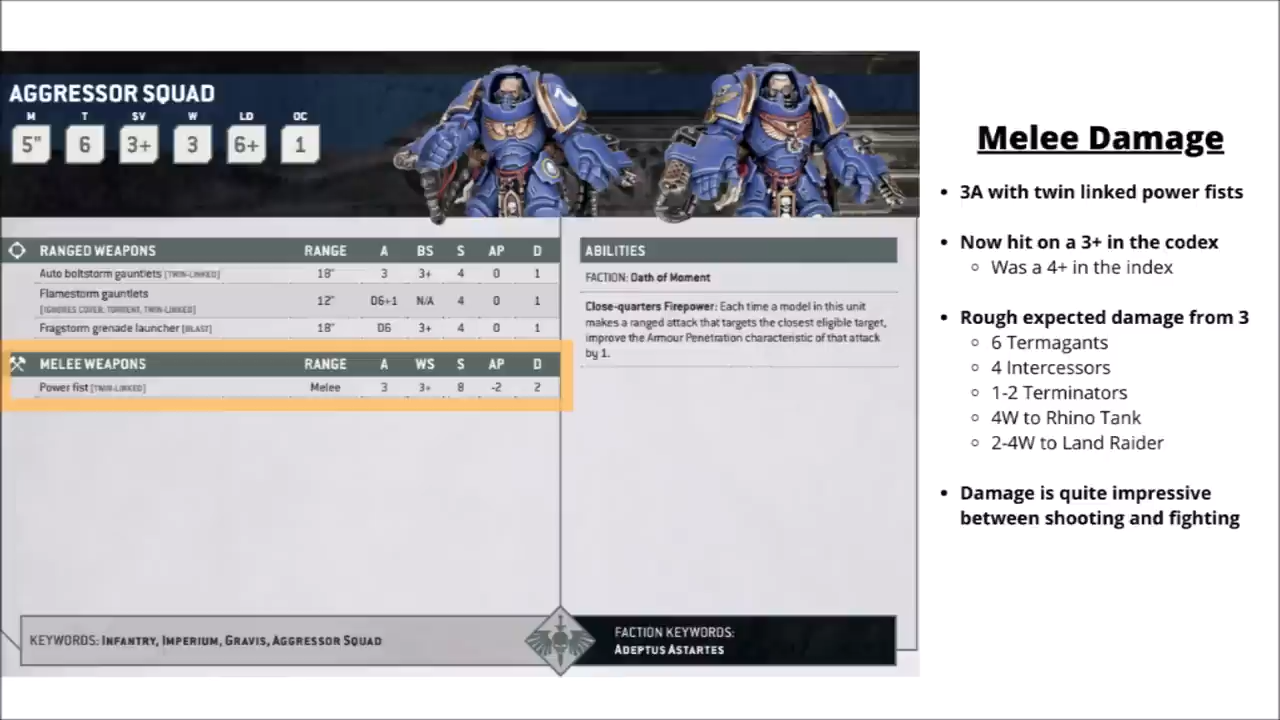 AGGRESSOR SQUAD
M T SV W LD OC
5" 6 3+ 3 6+ 1
RANGED WEAPONS RANGE A BS S AP D
Auto boltstorm gauntlets [TWIN-LINKED] 18" 3 3+ 4 0 1
Flamestorm gauntlets
[IGNORES COVER, TORRENT, TWIN-LINKED] 12" D6+1 N/A 4 0 1
Fragstorm grenade launcher [BLAST] 18" D6 3+ 4 0 1
MELEE WEAPONS RANGE A WS S AP D
Power fist [TWIN-LINKED] Melee 3 3+ 8 -2 2
ABILITIES
FACTION: Oath of Moment
Close-quarters Firepower: Each time a model in this unit
makes a ranged attack that targets the closest eligible target,
improve the Armour Penetration characteristic of that attack
by 1.
KEYWORDS: INFANTRY, IMPERIUM, GRAVIS, AGGRESSOR SQUAD
FACTION KEYWORDS:
ADEPTUS ASTARTES
Melee Damage
• 3A with twin linked power fists
• Now hit on a 3+ in the codex
○ Was a 4+ in the index
• Rough expected damage from 3
○ 6 Termagants
○ 4 Intercessors
○ 1-2 Terminators
○ 4W to Rhino Tank
○ 2-4W to Land Raider
• Damage is quite impressive
between shooting and fighting